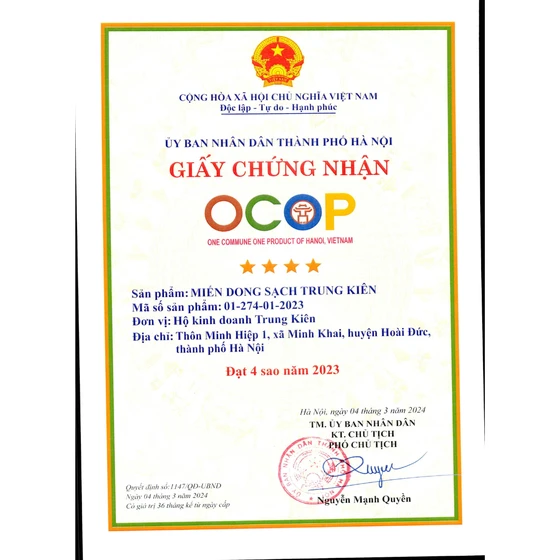 CỘNG HÒA XÃ HỘI CHỦ NGHĨA VIỆT NAM
Độc lập - Tự do - Hạnh phúc
ỦY BAN NHÂN DÂN THÀNH PHỐ HÀ NỘI
GIẤY CHỨNG NHẬN
OCOP
ONE COMMUNE ONE PRODUCT OF HANOI, VIETNAM
Sản phẩm: MIẾN DONG SẠCH TRUNG KIÊN
Mã số sản phẩm: 01-274-01-2023
Đơn vị: Hộ kinh doanh Trung Kiên
Địa chỉ: Thôn Minh Hiệp 1, xã Minh Khai, huyện Hoài Đức,
thành phố Hà Nội
Đạt 4 sao năm 2023
Hà Nội, ngày 04 tháng 3 năm 2024
TM. ỦY BAN NHÂN DÂN
KT. CHỦ TỊCH
PHÓ CHỦ TỊCH
Quyết định số:1147/QĐ-UBND
Ngày 04 tháng 3 năm 2024
Có giá trị 36 tháng kể từ ngày cấp
Nguyễn Mạnh Quyền